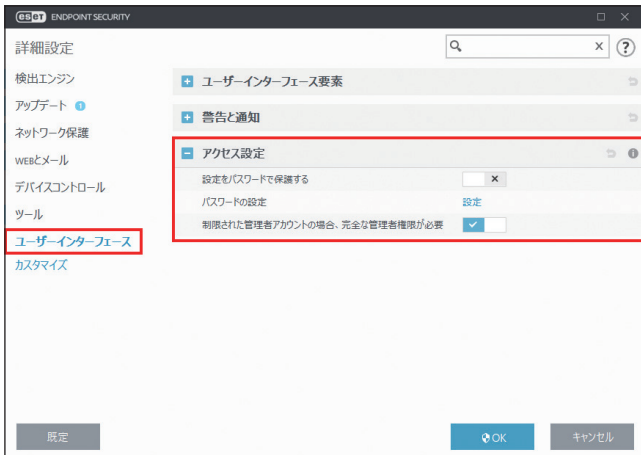 eset ENDPOINT SECURITY
詳細設定
検出エンジン
アップデート 1
ネットワーク保護
WEBとメール
デバイスコントロール
ツール
ユーザーインターフェース
カスタマイズ
ユーザーインターフェース要素
警告と通知
アクセス設定
設定をパスワードで保護する
パスワードの設定 設定
制限された管理者アカウントの場合、完全な管理者権限が必要
既定
OK
キャンセル